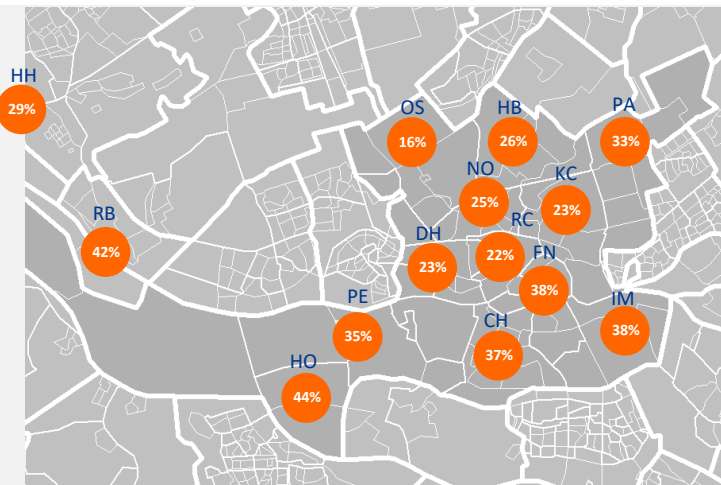 HH
29%
OS
16%
HB
26%
PA
33%
NO
25%
KC
23%
RB
42%
RC
22%
DH
23%
FN
38%
PE
35%
CH
37%
IM
38%
HO
44%